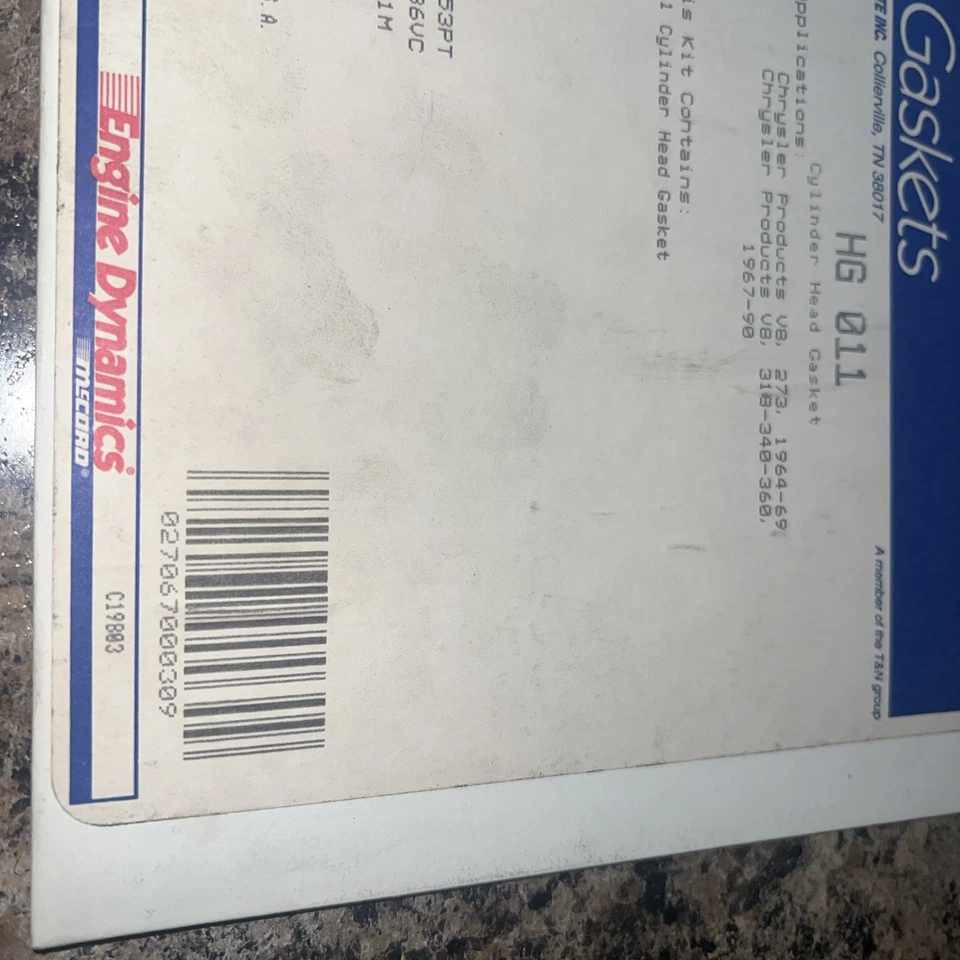 Gaskets
TE INC. Collierville, TN 38017
A member of the T&N group
HG 011
Cylinder Head Gasket
pplications:
Chrysler Products V8, 273, 1964-69,
Chrysler Products V8, 318-340-360,
1967-90
is Kit Contains:
1 Cylinder Head Gasket
53PT
86VC
1M
.A.
027067000309
Engine Dynamics
C19803
McCORD®